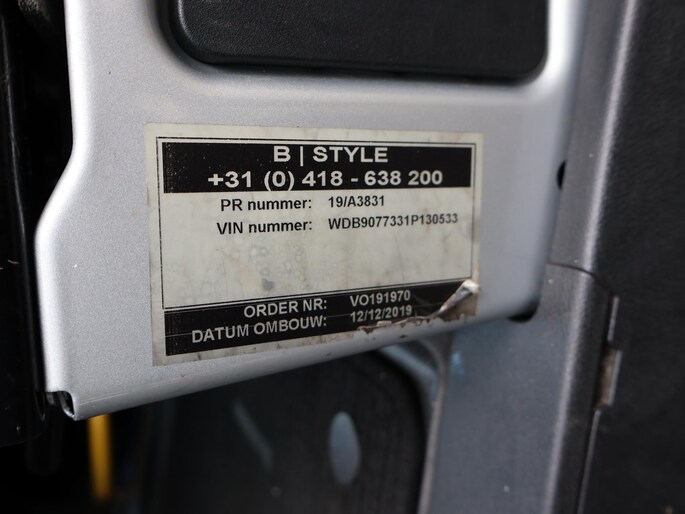 B | STYLE
+31 (0) 418 - 638 200
PR nummer: 19/A3831
VIN nummer: WDB9077331P130533
ORDER NR: VO191970
DATUM OMBOUW: 12/12/2019